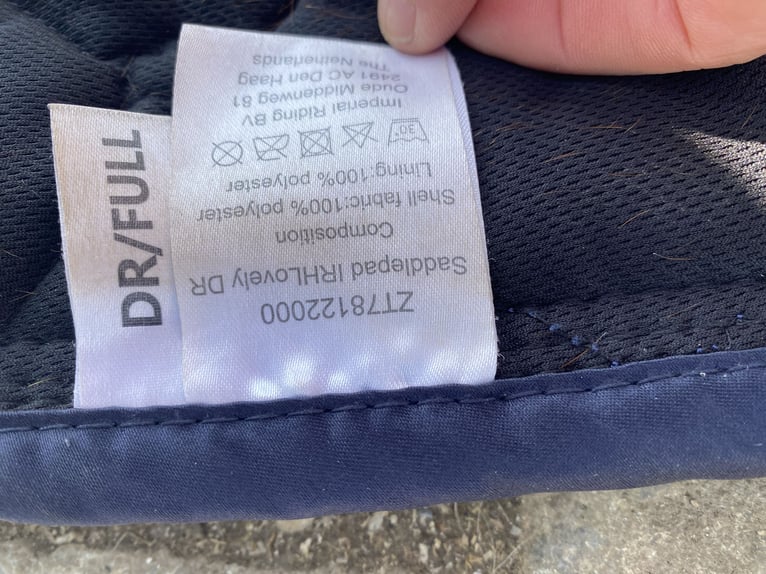 ZT78122000
Saddlepad IRHLovely DR
Composition
Shell fabric:100% polyester
Lining:100% polyester
30
Imperial Riding BV
Oude Middenweg 81
2491 AC Den Haag
The Netherlands
DR/FULL